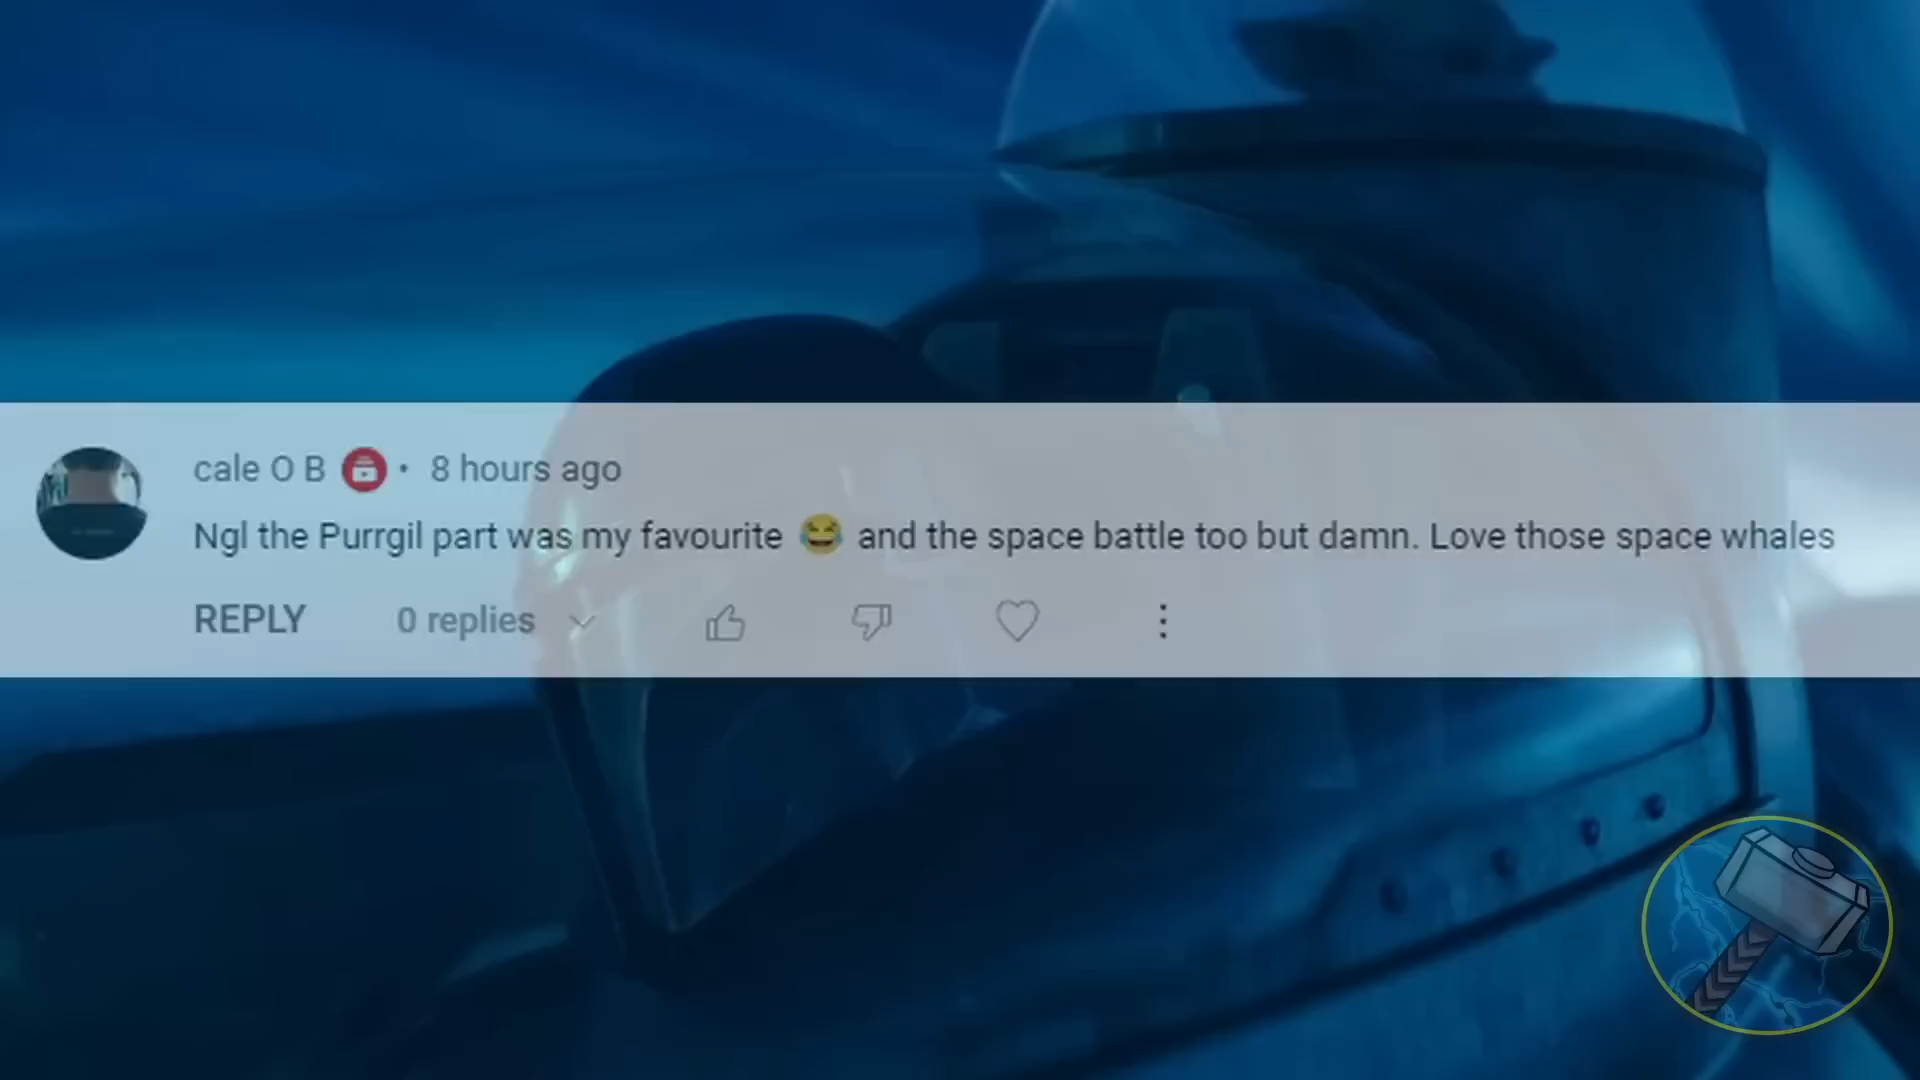 cale O B • 8 hours ago
Ngl the Purrgil part was my favourite 😆 and the space battle too but damn. Love those space whales
REPLY 0 replies